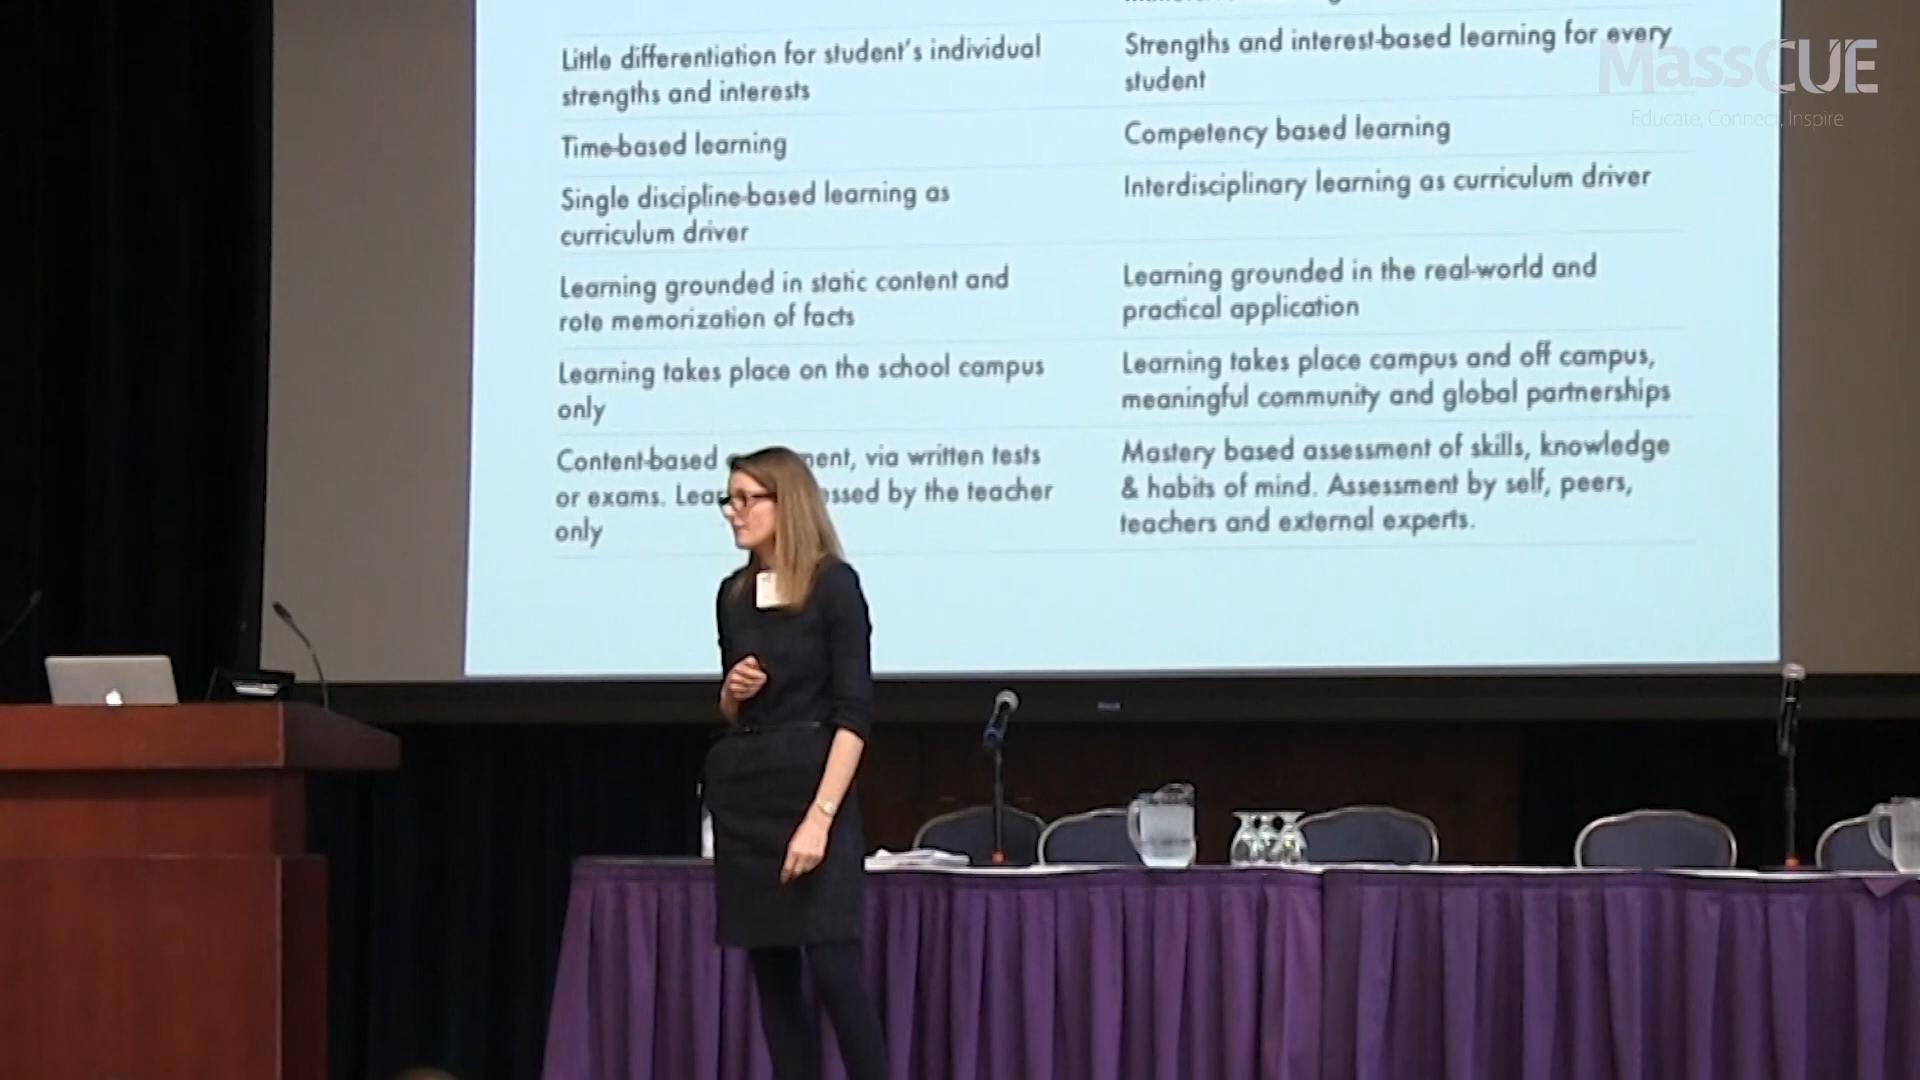 Little differentiation for student's individual
strengths and interests
Strengths and interest-based learning for every
student
Time-based learning
Competency based learning
Single discipline-based learning as
curriculum driver
Interdisciplinary learning as curriculum driver
Learning grounded in static content and
rote memorization of facts
Learning grounded in the real-world and
practical application
Learning takes place on the school campus
only
Learning takes place campus and off campus,
meaningful community and global partnerships
Content-based via written tests
or exams. by the teacher
only
Mastery based assessment of skills, knowledge
& habits of mind. Assessment by self, peers,
teachers and external experts.
MassCUE
Educate, Connect, Inspire